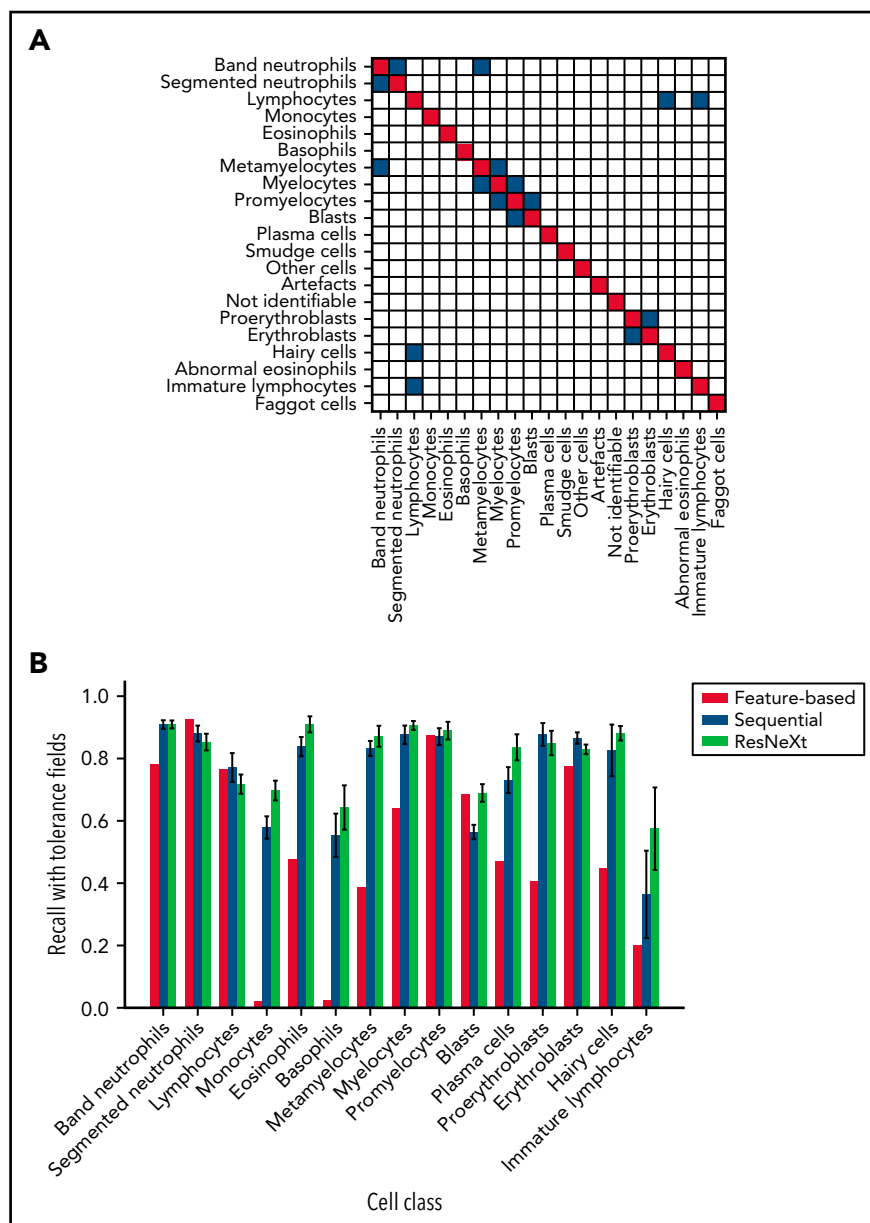 A
Band neutrophils
Segmented neutrophils
Lymphocytes
Monocytes
Eosinophils
Basophils
Metamyelocytes
Myelocytes
Promyelocytes
Blasts
Plasma cells
Smudge cells
Other cells
Artefacts
Not identifiable
Proerythroblasts
Erythroblasts
Hairy cells
Abnormal eosinophils
Immature lymphocytes
Faggot cells
Band neutrophils
Segmented neutrophils
Lymphocytes
Monocytes
Eosinophils
Basophils
Metamyelocytes
Myelocytes
Promyelocytes
Blasts
Plasma cells
Smudge cells
Other cells
Artefacts
Not identifiable
Proerythroblasts
Erythroblasts
Hairy cells
Abnormal eosinophils
Immature lymphocytes
Faggot cells
B
Recall with tolerance fields
1.0
0.8
0.6
0.4
0.2
0.0
Feature-based
Sequential
ResNeXt
Band neutrophils
Segmented neutrophils
Lymphocytes
Monocytes
Eosinophils
Basophils
Metamyelocytes
Myelocytes
Promyelocytes
Blasts
Plasma cells
Proerythroblasts
Erythroblasts
Hairy cells
Immature lymphocytes
Cell class